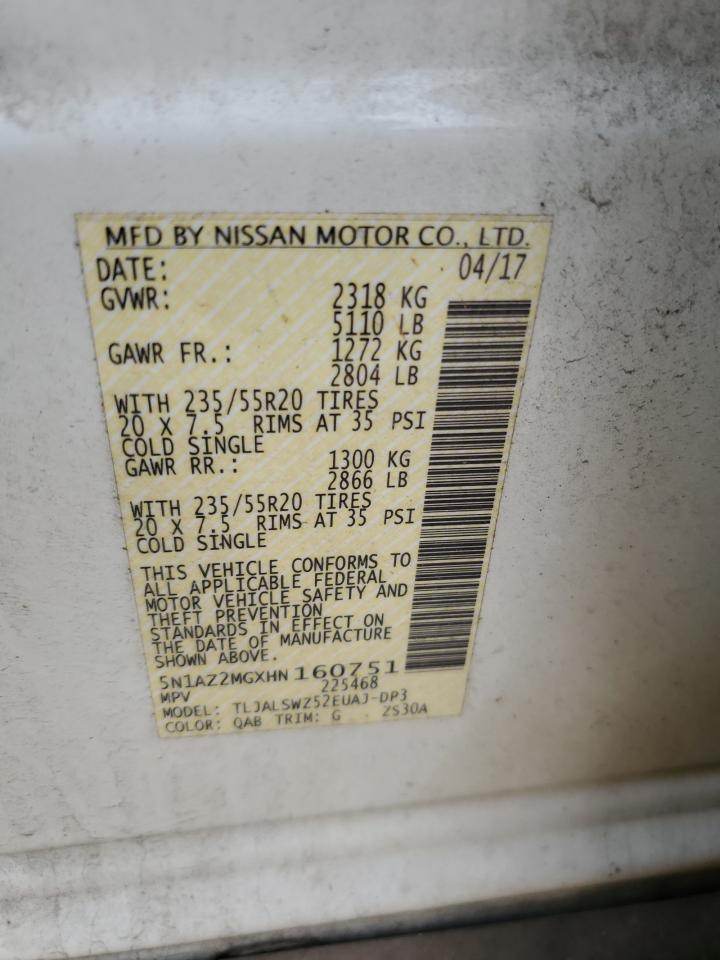 MFD BY NISSAN MOTOR CO., LTD.
DATE: 04/17
GVWR: 2318 KG
5110 LB
GAWR FR.: 1272 KG
2804 LB
WITH 235/55R20 TIRES
20 X 7.5 RIMS AT 35 PSI
COLD SINGLE
GAWR RR.: 1300 KG
2866 LB
WITH 235/55R20 TIRES
20 X 7.5 RIMS AT 35 PSI
COLD SINGLE
THIS VEHICLE CONFORMS TO
ALL APPLICABLE FEDERAL
MOTOR VEHICLE SAFETY AND
THEFT PREVENTION
STANDARDS IN EFFECT ON
THE DATE OF MANUFACTURE
SHOWN ABOVE.
5N1AZ2MGXHN160751
MPV 225468
MODEL: TLJALSWZ52EUAJ-DP3
COLOR: QAB TRIM: G ZS30A